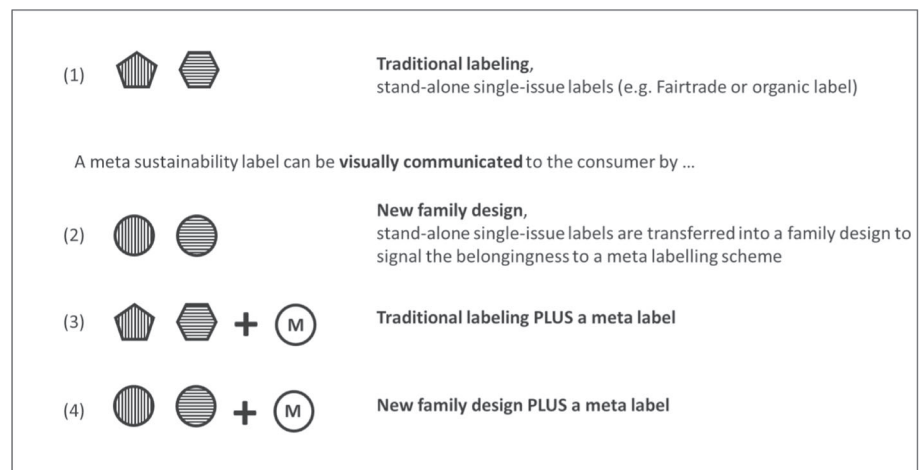 (1) Traditional labeling,
stand-alone single-issue labels (e.g. Fairtrade or organic label)
A meta sustainability label can be visually communicated to the consumer by ...
(2) New family design,
stand-alone single-issue labels are transferred into a family design to
signal the belongingness to a meta labelling scheme
(3) + M Traditional labeling PLUS a meta label
(4) + M New family design PLUS a meta label